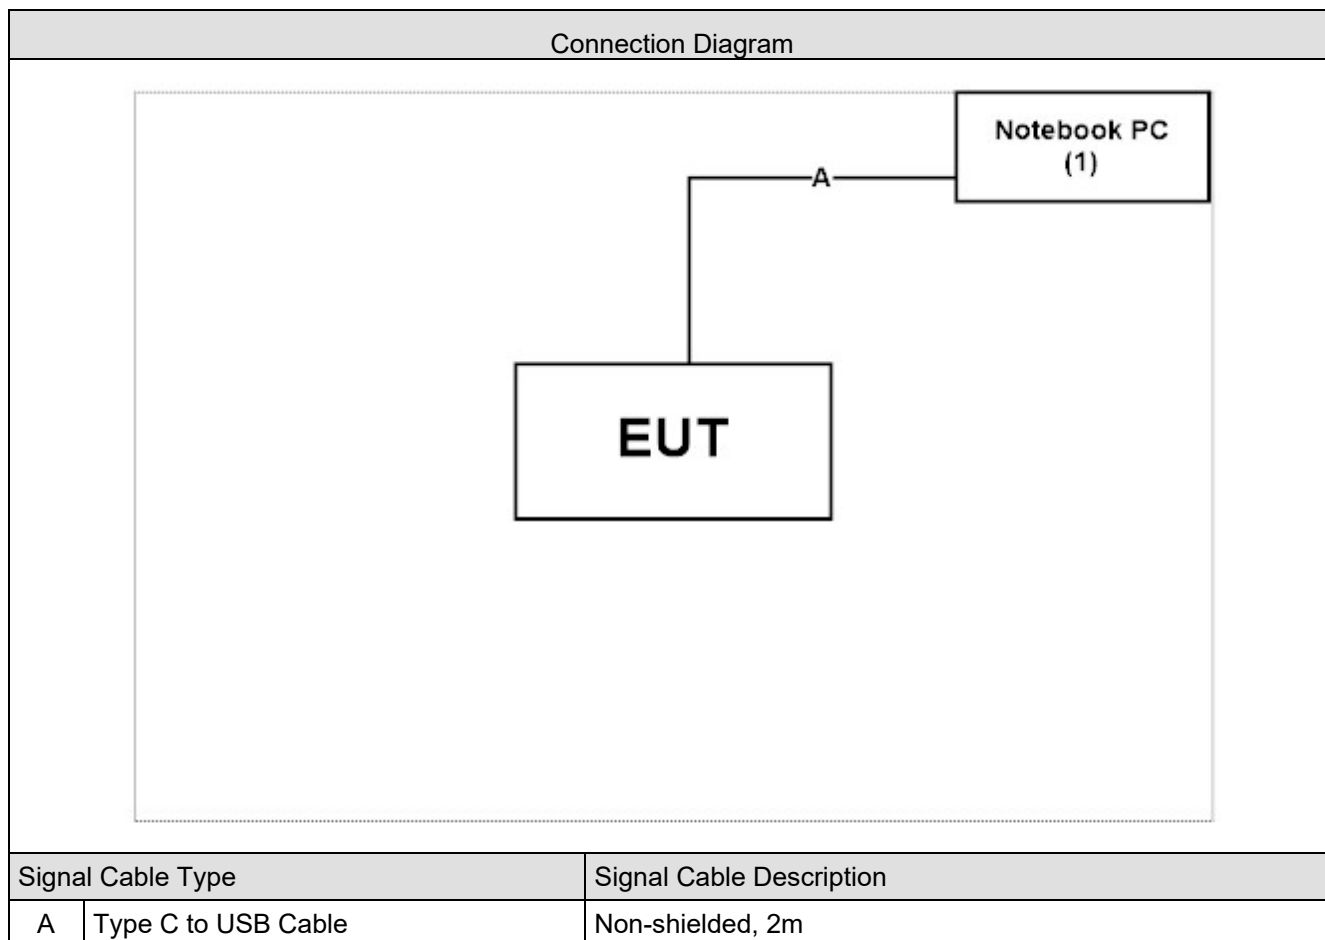 Connection Diagram
Notebook PC
(1)
A
EUT
Signal Cable Type Signal Cable Description
A Type C to USB Cable Non-shielded, 2m